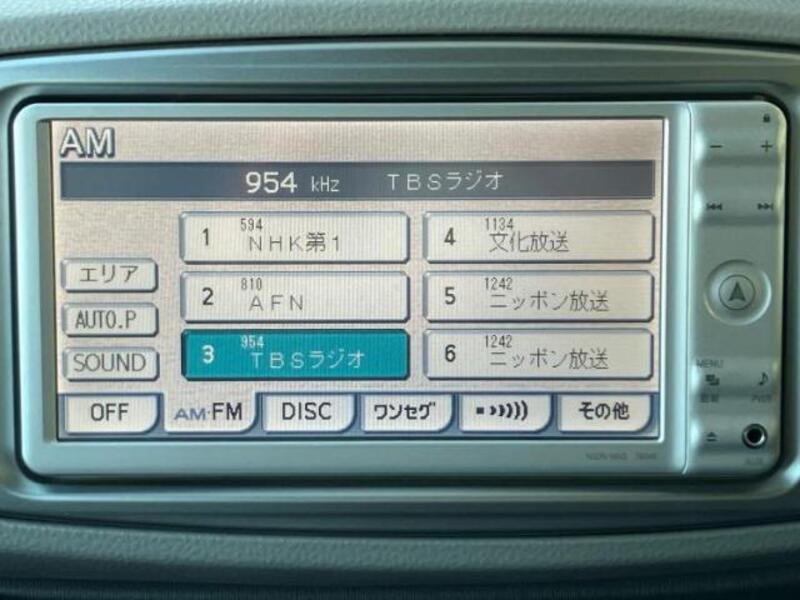 AM
954 kHz TBSラジオ
1 594 NHK第1
4 1134 文化放送
2 810 AFN
5 1242 ニッポン放送
3 954 TBSラジオ
6 1242 ニッポン放送
エリア
AUTO.P
SOUND
OFF AM・FM DISC ワンセグ その他
MENU